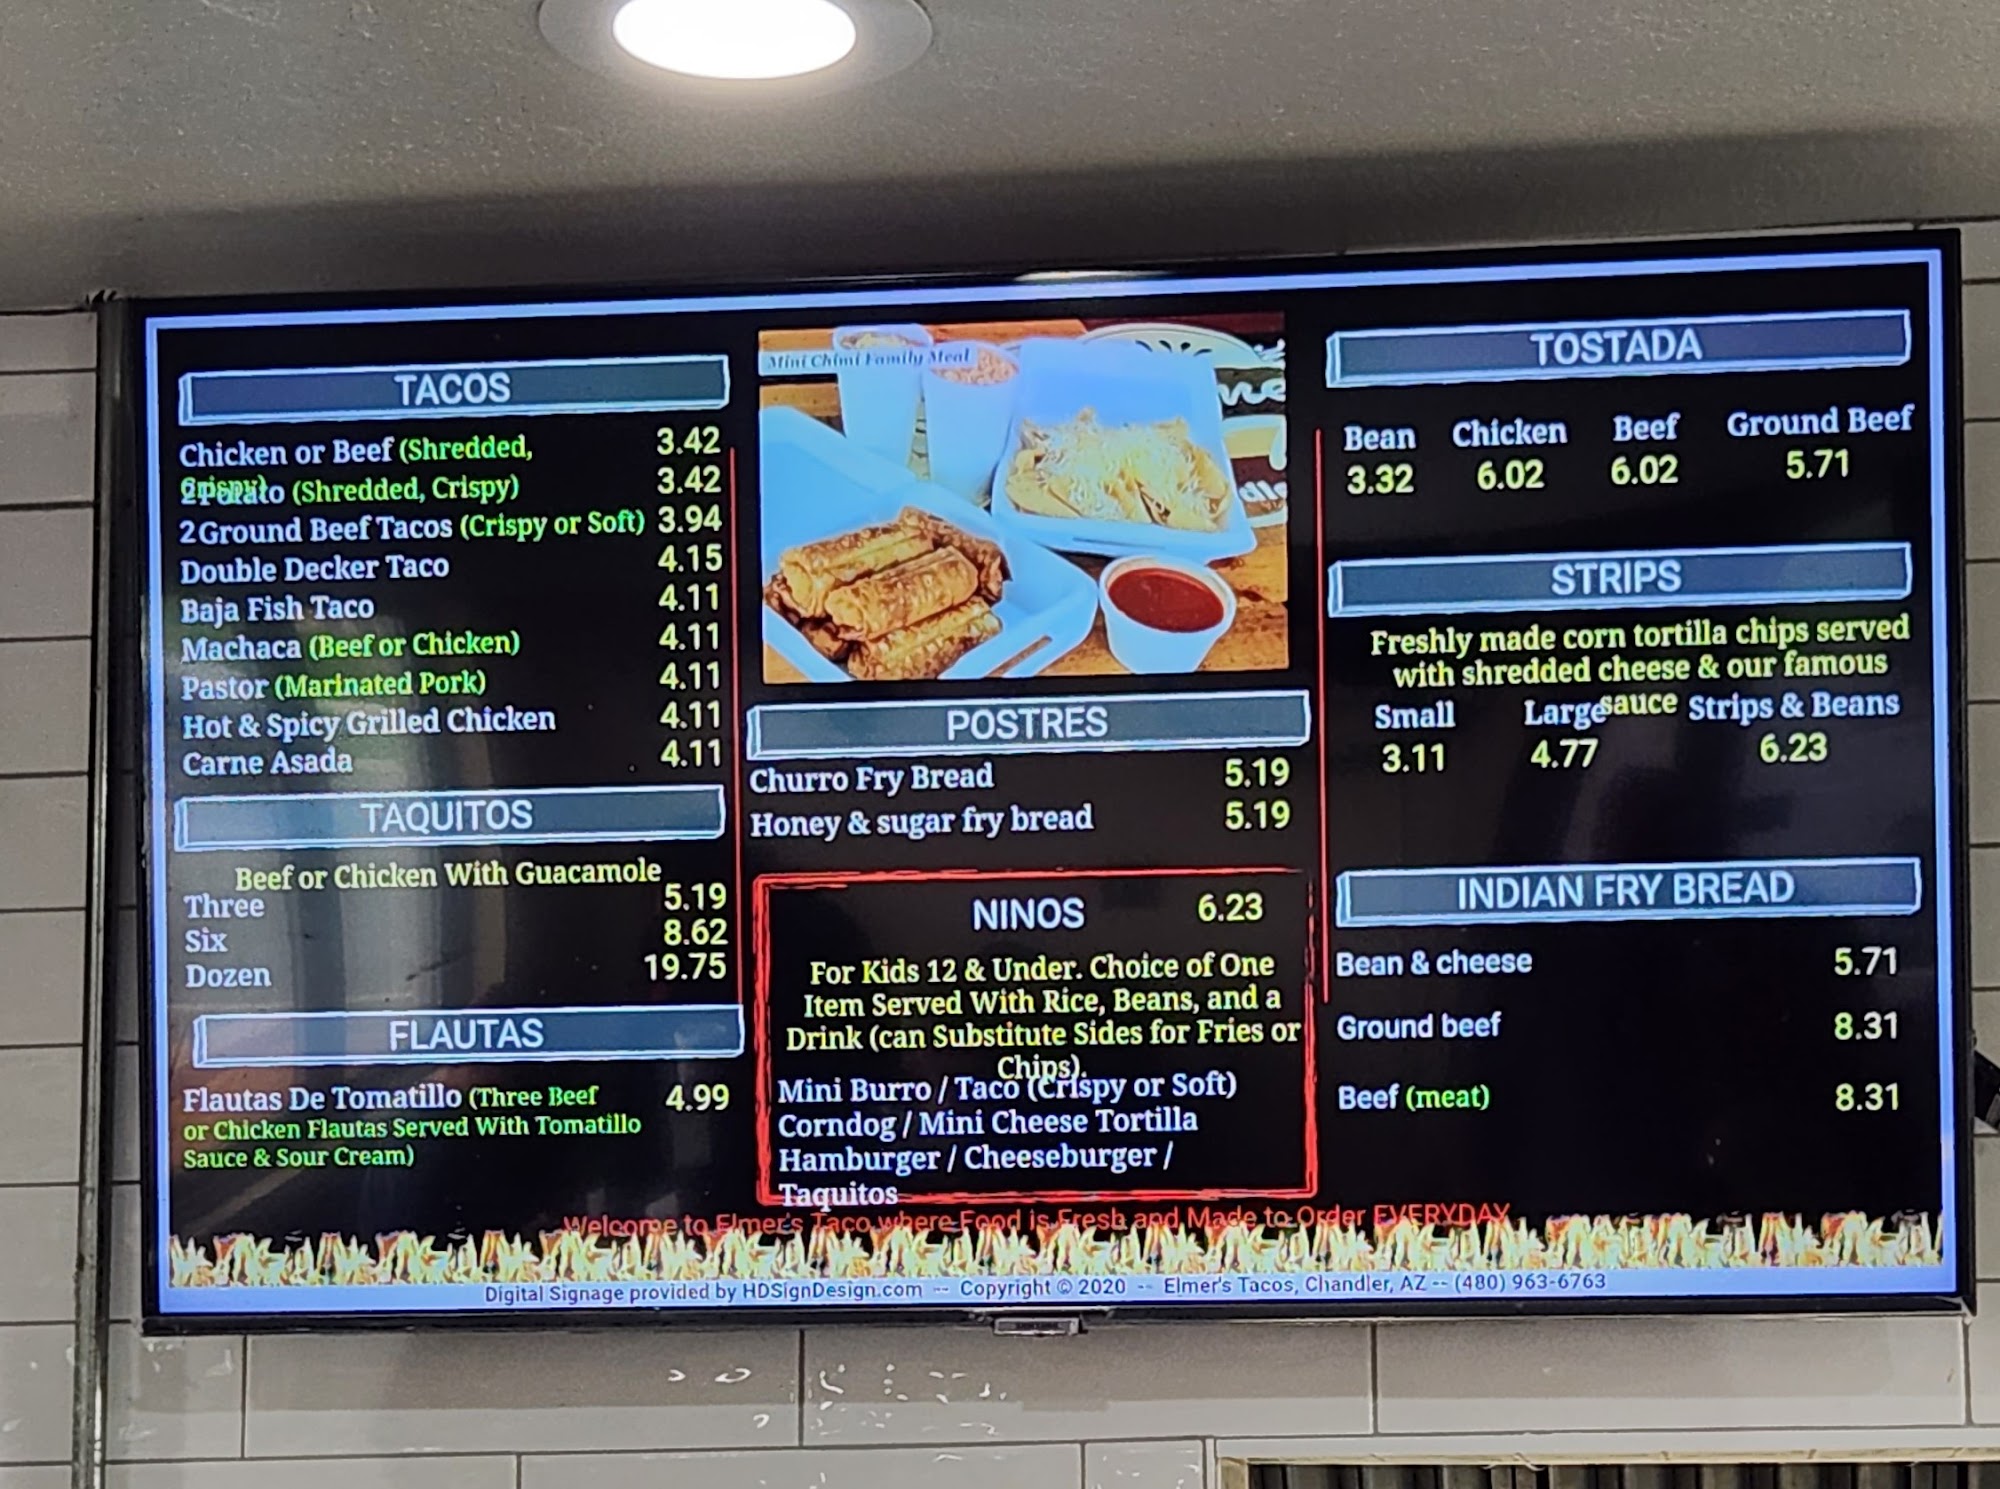 TACOS
Chicken or Beef (Shredded, 3.42
Crispy)
2 Potato (Shredded, Crispy) 3.42
2 Ground Beef Tacos (Crispy or Soft) 3.94
Double Decker Taco 4.15
Baja Fish Taco 4.11
Machaca (Beef or Chicken) 4.11
Pastor (Marinated Pork) 4.11
Hot & Spicy Grilled Chicken 4.11
Carne Asada 4.11
TAQUITOS
Beef or Chicken With Guacamole
Three 5.19
Six 8.62
Dozen 19.75
FLAUTAS
Flautas De Tomatillo (Three Beef 4.99
or Chicken Flautas Served With Tomatillo
Sauce & Sour Cream)
Mini Chimi Family Meal
POSTRES
Churro Fry Bread 5.19
Honey & sugar fry bread 5.19
NINOS 6.23
For Kids 12 & Under. Choice of One
Item Served With Rice, Beans, and a
Drink (can Substitute Sides for Fries or
Chips).
Mini Burro / Taco (Crispy or Soft)
Corndog / Mini Cheese Tortilla
Hamburger / Cheeseburger /
Taquitos
TOSTADA
Bean Chicken Beef Ground Beef
3.32 6.02 6.02 5.71
STRIPS
Freshly made corn tortilla chips served
with shredded cheese & our famous
sauce
Small Large Strips & Beans
3.11 4.77 6.23
INDIAN FRY BREAD
Bean & cheese 5.71
Ground beef 8.31
Beef (meat) 8.31
Welcome to Elmer's Taco where Food is Fresh and Made to Order EVERYDAY
Digital Signage provided by HDSignDesign.com -- Copyright © 2020 -- Elmer's Tacos, Chandler, AZ -- (480) 963-6763